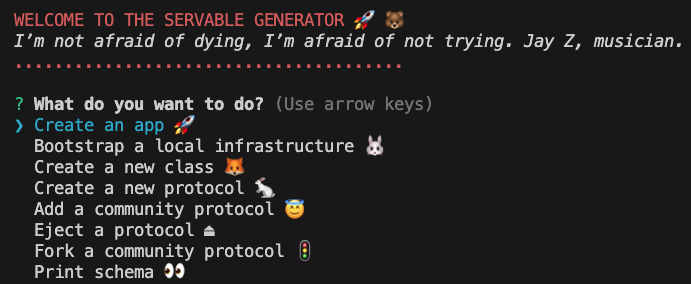 WELCOME TO THE SERVABLE GENERATOR 🚀 🐻
I’m not afraid of dying, I’m afraid of not trying. Jay Z, musician.
.......................................
? What do you want to do? (Use arrow keys)
❯ Create an app 🚀
Bootstrap a local infrastructure 🐰
Create a new class 🦊
Create a new protocol 🐇
Add a community protocol 😇
Eject a protocol ⏏
Fork a community protocol 🚦
Print schema 👀